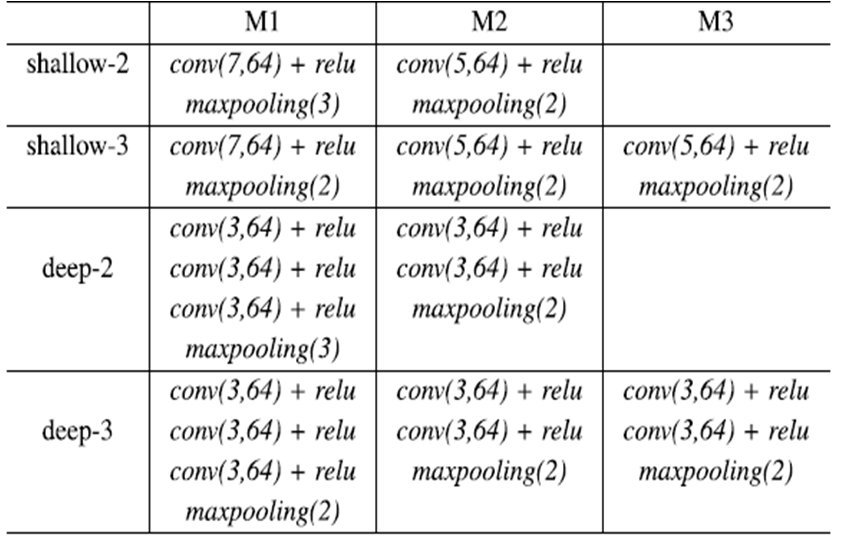 M1 M2 M3
shallow-2 conv(7,64) + relu conv(5,64) + relu
maxpooling(3) maxpooling(2)
shallow-3 conv(7,64) + relu conv(5,64) + relu conv(5,64) + relu
maxpooling(2) maxpooling(2) maxpooling(2)
conv(3,64) + relu conv(3,64) + relu
deep-2 conv(3,64) + relu conv(3,64) + relu
conv(3,64) + relu maxpooling(2)
maxpooling(3)
conv(3,64) + relu conv(3,64) + relu conv(3,64) + relu
deep-3 conv(3,64) + relu conv(3,64) + relu conv(3,64) + relu
conv(3,64) + relu maxpooling(2) maxpooling(2)
maxpooling(2)